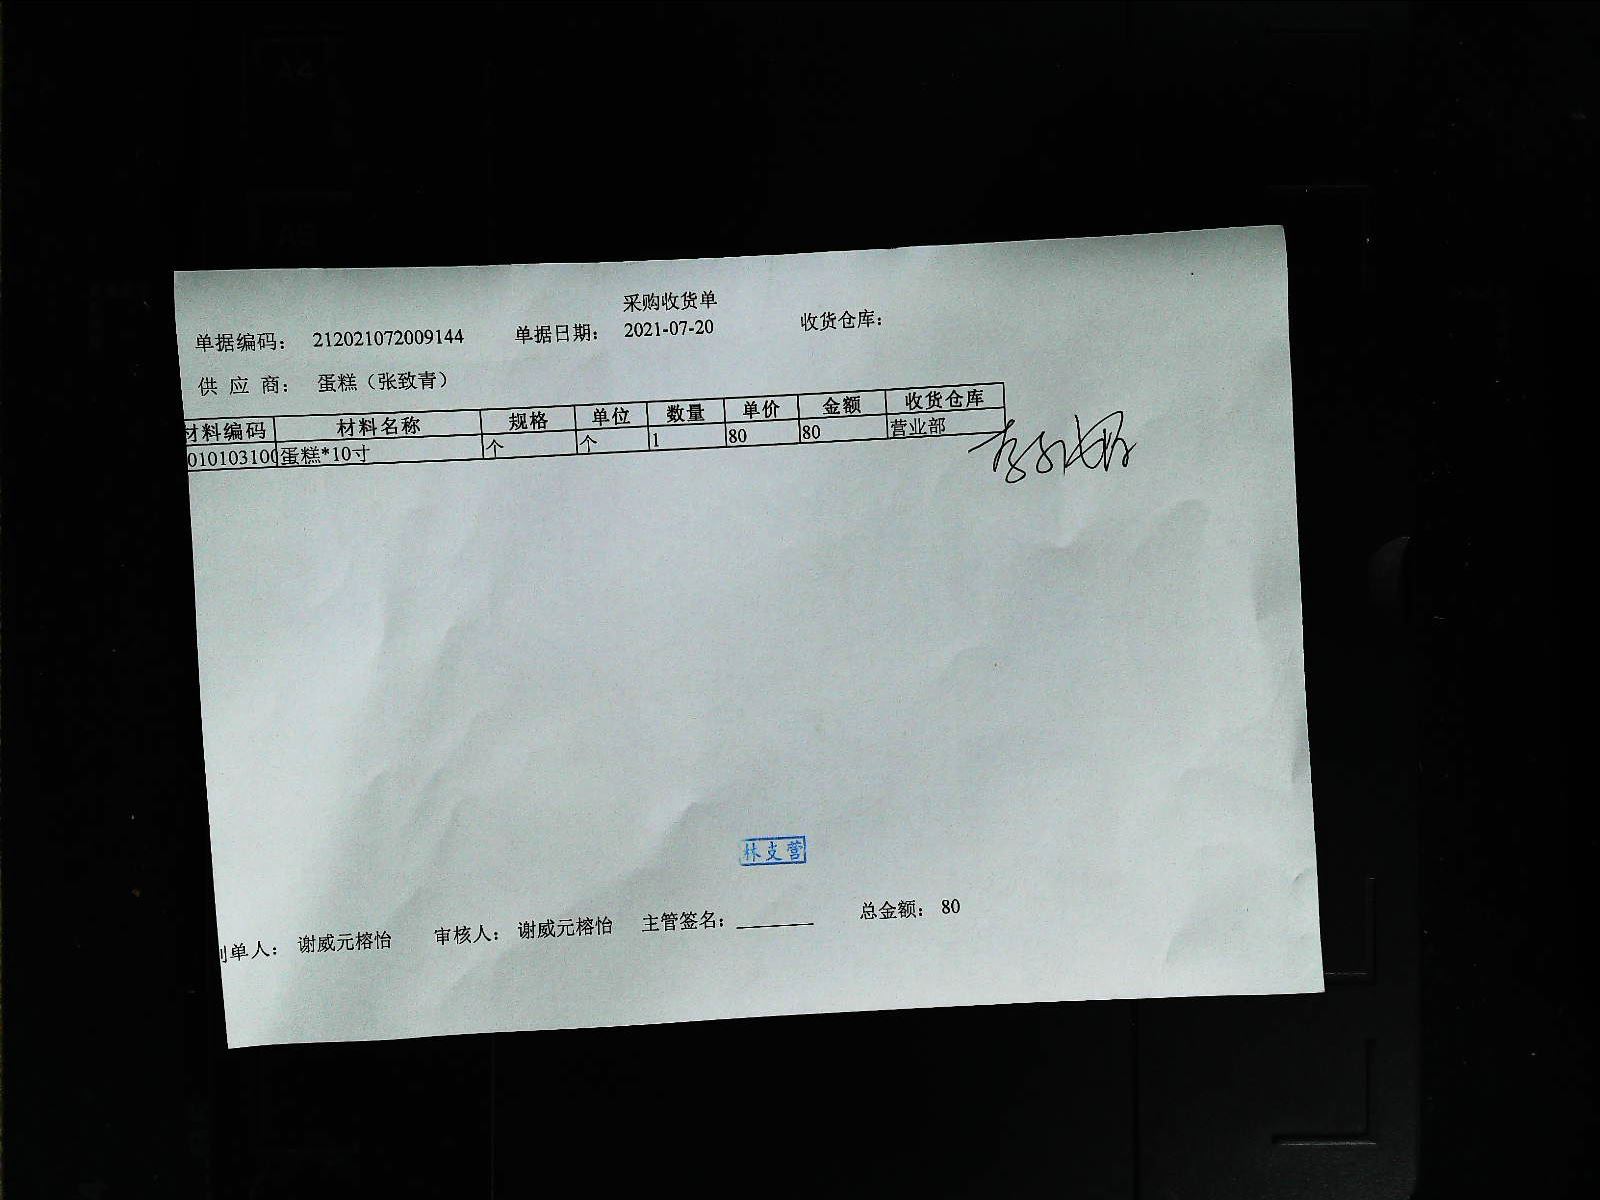 采购收货单
单据编码： 212021072009144 单据日期： 2021-07-20 收货仓库：
供 应 商： 蛋糕（张致青）
材料编码 材料名称 规格 单位 数量 单价 金额 收货仓库
010103100 蛋糕*10寸 个 个 1 80 80 营业部
林支营
制单人： 谢威元榕怡 审核人： 谢威元榕怡 主管签名：_______ 总金额： 80